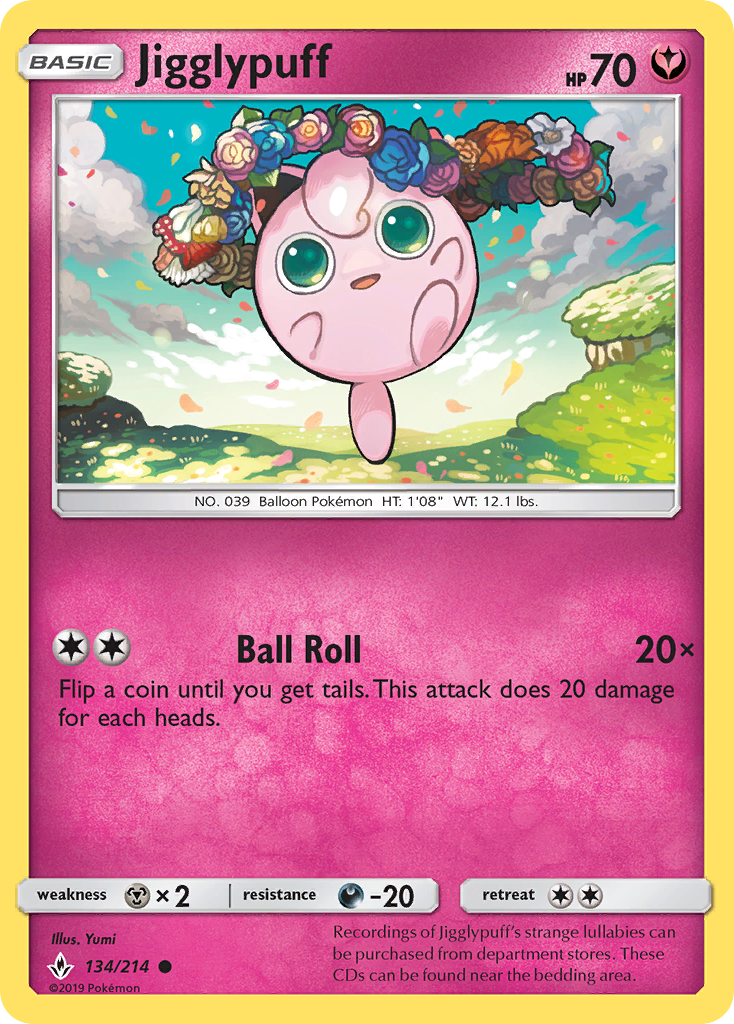 BASIC Jigglypuff HP 70
NO. 039 Balloon Pokémon HT: 1'08" WT: 12.1 lbs.
Ball Roll 20×
Flip a coin until you get tails. This attack does 20 damage
for each heads.
weakness × 2 resistance -20 retreat
Illus. Yumi
134/214
©2019 Pokémon
Recordings of Jigglypuff's strange lullabies can
be purchased from department stores. These
CDs can be found near the bedding area.